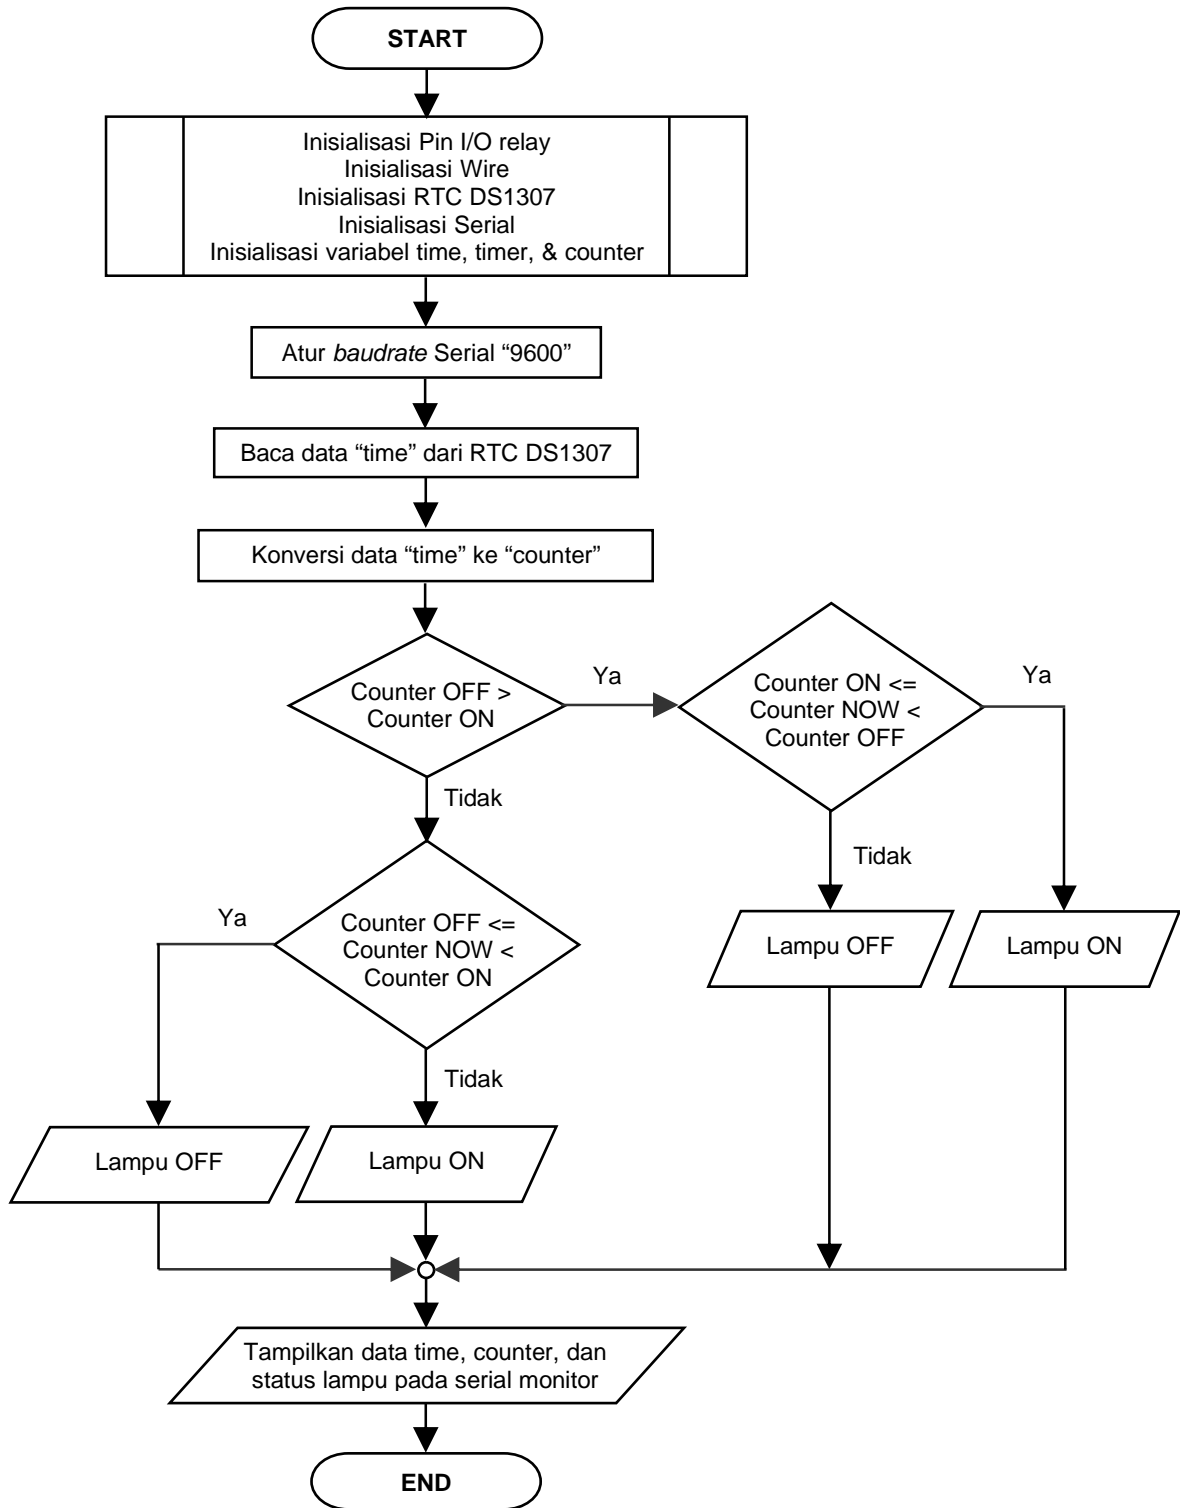 START
Inisialisasi Pin I/O relay
Inisialisasi Wire
Inisialisasi RTC DS1307
Inisialisasi Serial
Inisialisasi variabel time, timer, & counter
Atur baudrate Serial “9600”
Baca data “time” dari RTC DS1307
Konversi data “time” ke “counter”
Counter OFF >
Counter ON
Ya
Counter ON <=
Counter NOW <
Counter OFF
Ya
Tidak
Tidak
Ya
Counter OFF <=
Counter NOW <
Counter ON
Lampu OFF
Lampu ON
Tidak
Lampu OFF
Lampu ON
Tampilkan data time, counter, dan
status lampu pada serial monitor
END